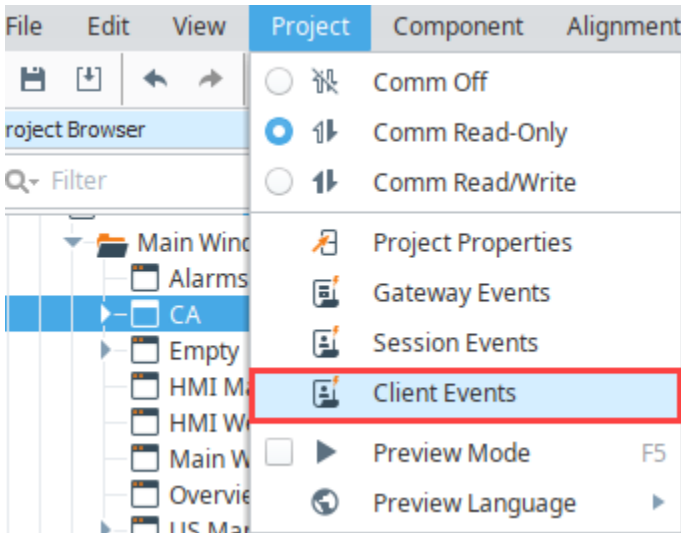 File Edit View Project Component Alignment
Comm Off
roject Browser
Comm Read-Only
Filter
Comm Read/Write
Main Wind
Project Properties
Alarms
Gateway Events
CA
Session Events
Empty
Client Events
HMI Ma
HMI We
Preview Mode F5
Main W
Preview Language
Overvie
US Mar